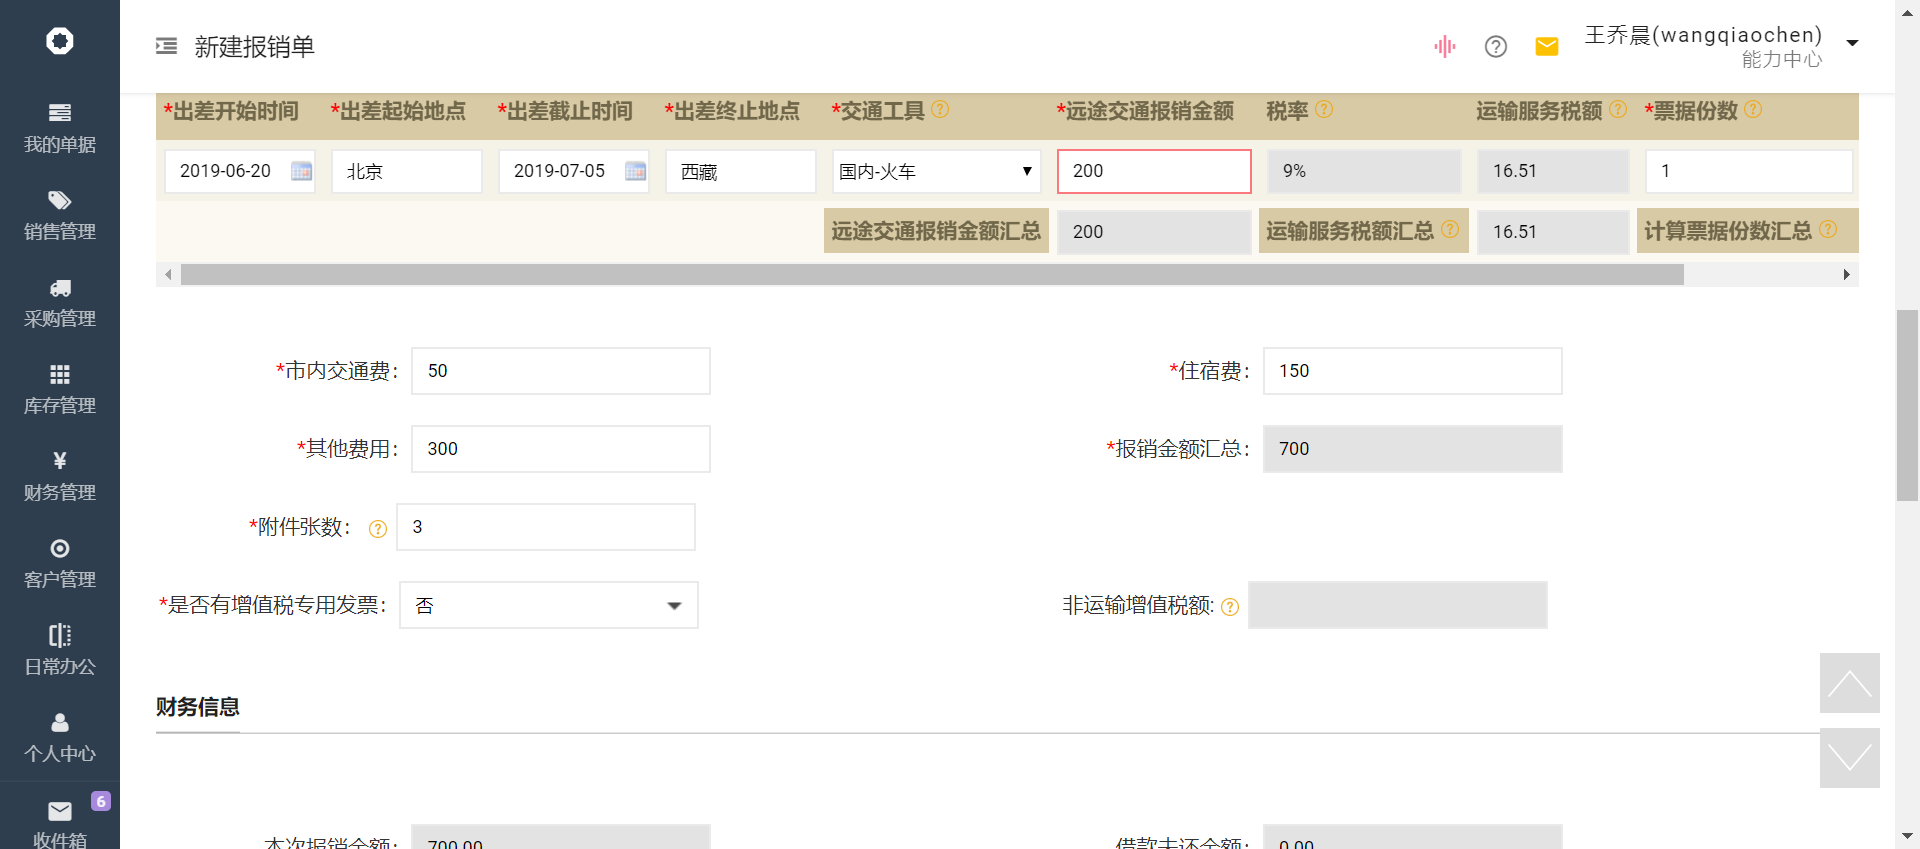 新建报销单
王乔晨(wangqiaochen)
能力中心
我的单据
销售管理
采购管理
库存管理
¥
财务管理
客户管理
日常办公
个人中心
6
收件箱
*出差开始时间 *出差起始地点 *出差截止时间 *出差终止地点 *交通工具 ? *远途交通报销金额 税率 ? 运输服务税额 ? *票据份数 ?
2019-06-20 北京 2019-07-05 西藏 国内-火车 200 9% 16.51 1
远途交通报销金额汇总 200 运输服务税额汇总 ? 16.51 计算票据份数汇总 ?
*市内交通费: 50 *住宿费: 150
*其他费用: 300 *报销金额汇总: 700
*附件张数: ? 3
*是否有增值税专用发票: 否 非运输增值税额: ?
财务信息
本次报销金额: 700.00 借款未还金额: 0.00